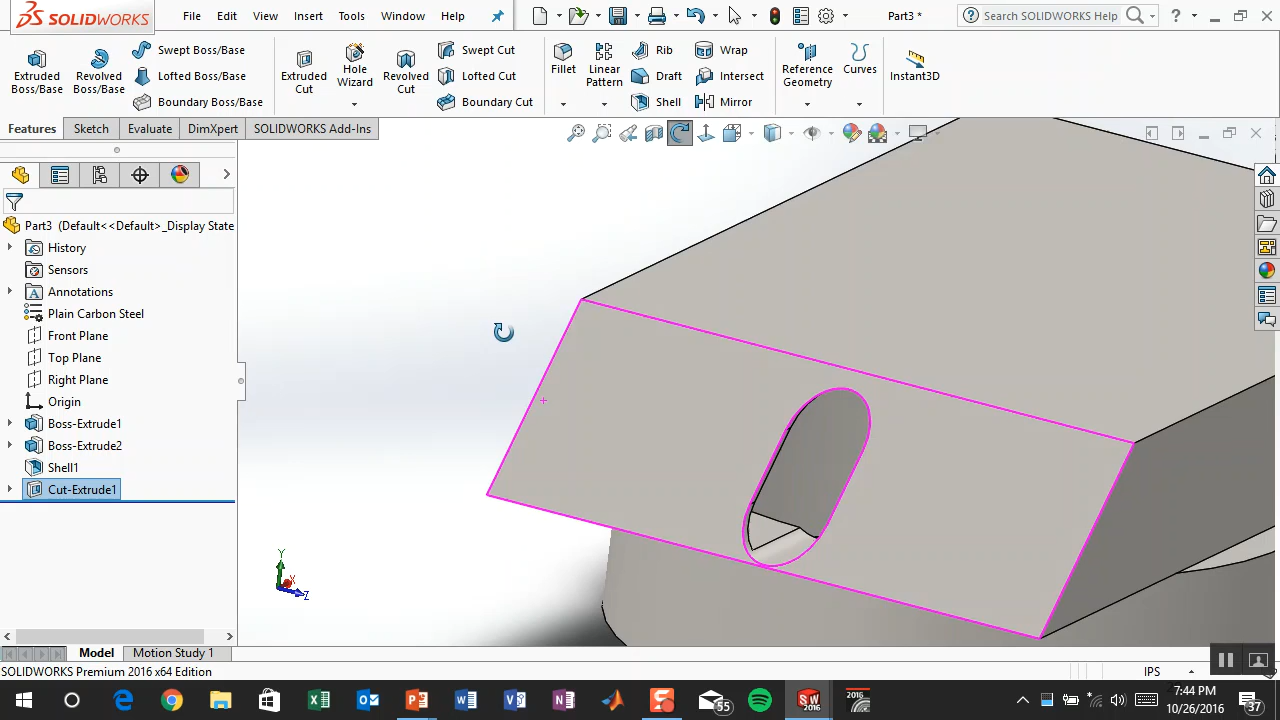 SOLIDWORKS
File
Edit
View
Insert
Tools
Window
Help
Part3 *
Search SOLIDWORKS Help
?
Extruded
Boss/Base
Revolved
Boss/Base
Swept Boss/Base
Lofted Boss/Base
Boundary Boss/Base
Extruded
Cut
Hole
Wizard
Revolved
Cut
Swept Cut
Lofted Cut
Boundary Cut
Fillet
Linear
Pattern
Rib
Draft
Shell
Wrap
Intersect
Mirror
Reference
Geometry
Curves
Instant3D
Features
Sketch
Evaluate
DimXpert
SOLIDWORKS Add-Ins
Part3 (Default<<Default>_Display State
History
Sensors
Annotations
Plain Carbon Steel
Front Plane
Top Plane
Right Plane
Origin
Boss-Extrude1
Boss-Extrude2
Shell1
Cut-Extrude1
Y
X
Z
Model
Motion Study 1
SOLIDWORKS Premium 2016 x64 Edition
IPS
55
SW
2016
2016
7:44 PM
10/26/2016
37